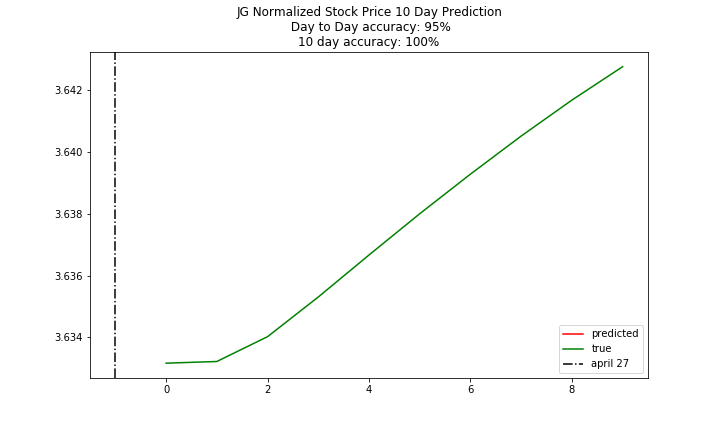 JG Normalized Stock Price 10 Day Prediction
Day to Day accuracy: 95%
10 day accuracy: 100%
3.642
3.640
3.638
3.636
3.634
0 2 4 6 8
predicted
true
april 27